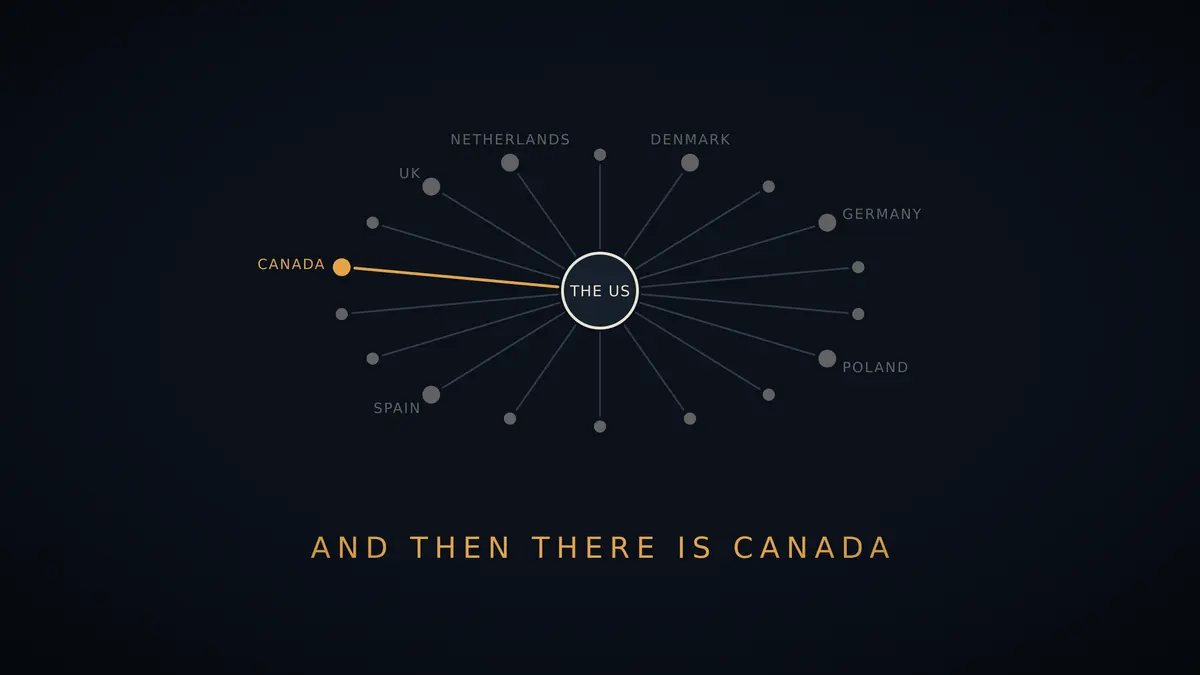 NETHERLANDS
DENMARK
UK
GERMANY
CANADA
THE US
POLAND
SPAIN
AND THEN THERE IS CANADA